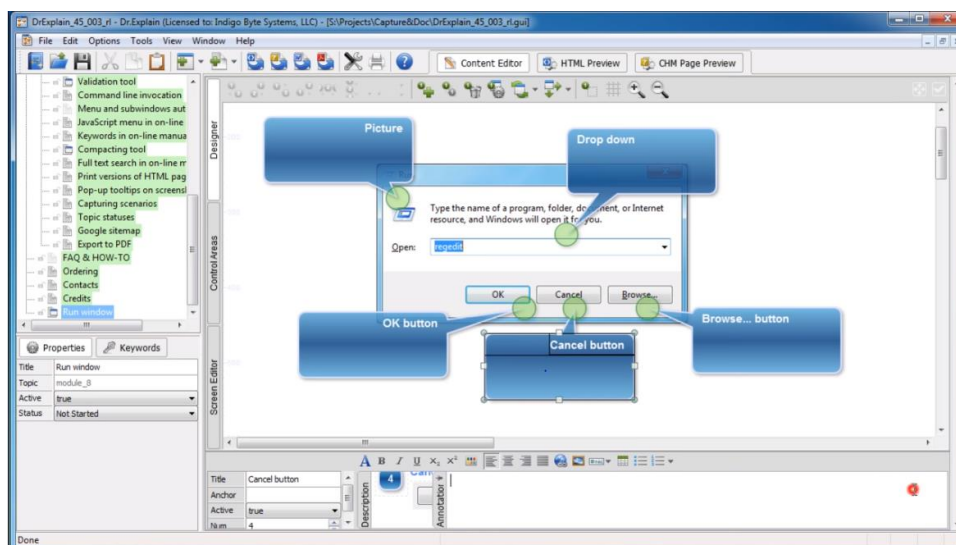 DrExplain_45_003_rl - Dr.Explain (Licensed to: Indigo Byte Systems, LLC) - [S:\Projects\Capture&Doc\DrExplain_45_003_rl.gui]
File Edit Options Tools View Window Help
Content Editor HTML Preview CHM Page Preview
Validation tool
Command line invocation
Menu and subwindows aut
JavaScript menu in on-line
Keywords in on-line manua
Compacting tool
Full text search in on-line m
Print versions of HTML pag
Pop-up tooltips on screensl
Capturing scenarios
Topic statuses
Google sitemap
Export to PDF
FAQ & HOW-TO
Ordering
Contacts
Credits
Run window
Properties Keywords
Title Run window
Topic module_8
Active true
Status Not Started
Designer
Control Areas
Screen Editor
Picture
Drop down
Type the name of a program, folder, document, or Internet
resource, and Windows will open it for you.
Open: regedit
OK Cancel Browse...
OK button
Cancel button
Browse... button
A B I U X₂ X²
Title Cancel button
Anchor
Active true
Num 4
Description
4
Annotation
Done